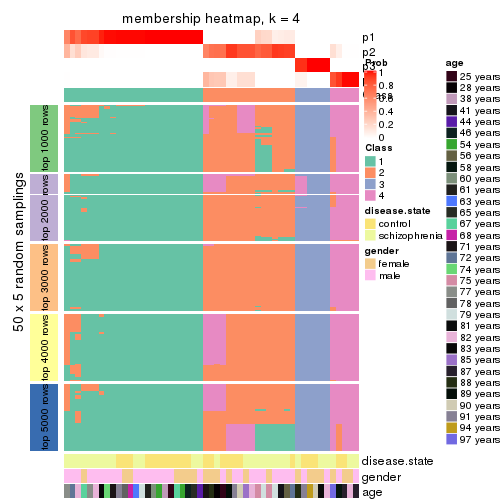 membership heatmap, k = 4
p1
p2
p3
Prob
1
0.8
0.6
0.4
0.2
0
Class
1
2
3
4
disease.state
control
schizophrenia
gender
female
male
age
25 years
28 years
38 years
41 years
44 years
46 years
54 years
56 years
58 years
60 years
61 years
63 years
65 years
67 years
68 years
71 years
72 years
74 years
75 years
77 years
78 years
79 years
81 years
82 years
83 years
85 years
87 years
88 years
89 years
90 years
91 years
94 years
97 years
50 x 5 random samplings
top 1000 rows
top 2000 rows
top 3000 rows
top 4000 rows
top 5000 rows
disease.state
gender
age